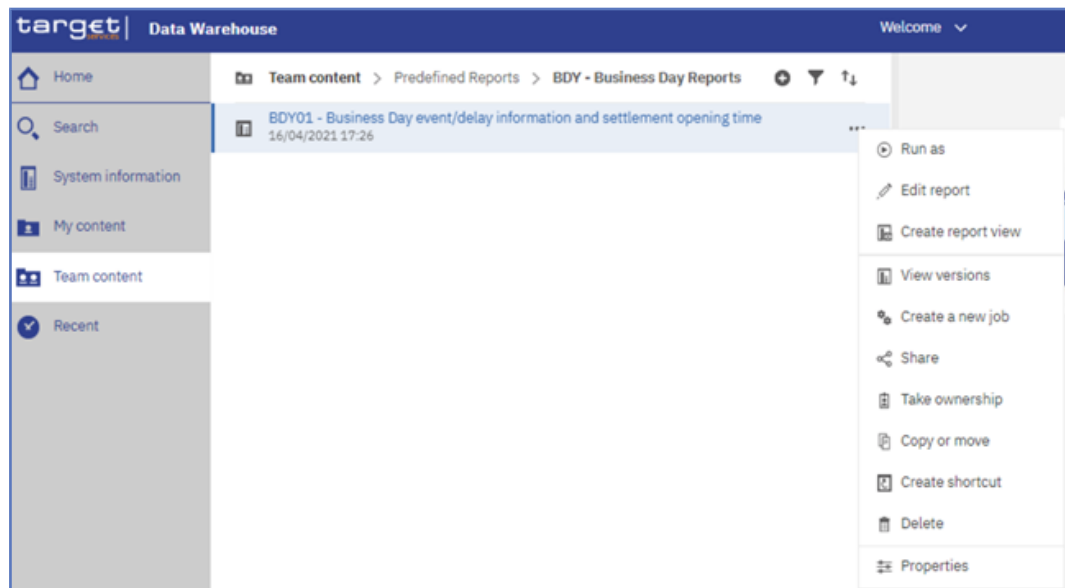 target services | Data Warehouse
Welcome
Home
Search
System information
My content
Team content
Recent
Team content > Predefined Reports > BDY - Business Day Reports
BDY01 - Business Day event/delay information and settlement opening time
16/04/2021 17:26
Run as
Edit report
Create report view
View versions
Create a new job
Share
Take ownership
Copy or move
Create shortcut
Delete
Properties